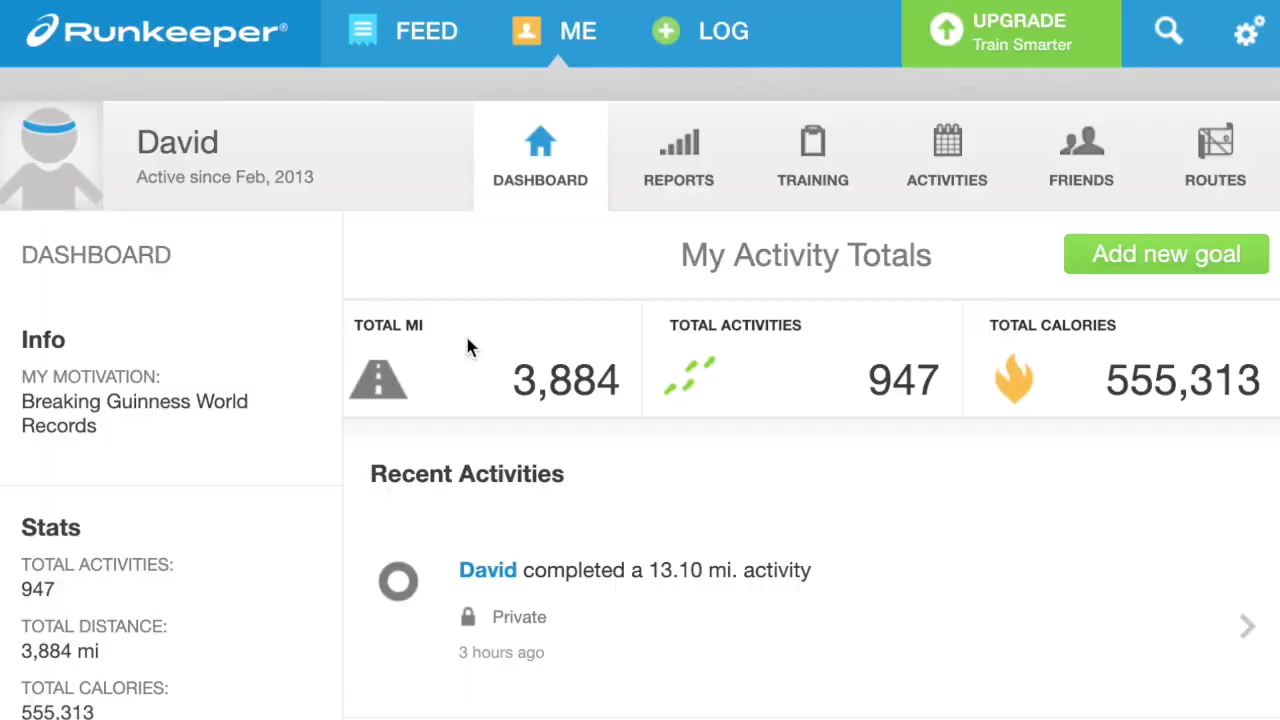 Runkeeper®
FEED
ME
LOG
UPGRADE
Train Smarter
David
Active since Feb, 2013
DASHBOARD
REPORTS
TRAINING
ACTIVITIES
FRIENDS
ROUTES
DASHBOARD
Info
MY MOTIVATION:
Breaking Guinness World
Records
Stats
TOTAL ACTIVITIES:
947
TOTAL DISTANCE:
3,884 mi
TOTAL CALORIES:
555,313
My Activity Totals
Add new goal
TOTAL MI
3,884
TOTAL ACTIVITIES
947
TOTAL CALORIES
555,313
Recent Activities
David completed a 13.10 mi. activity
Private
3 hours ago